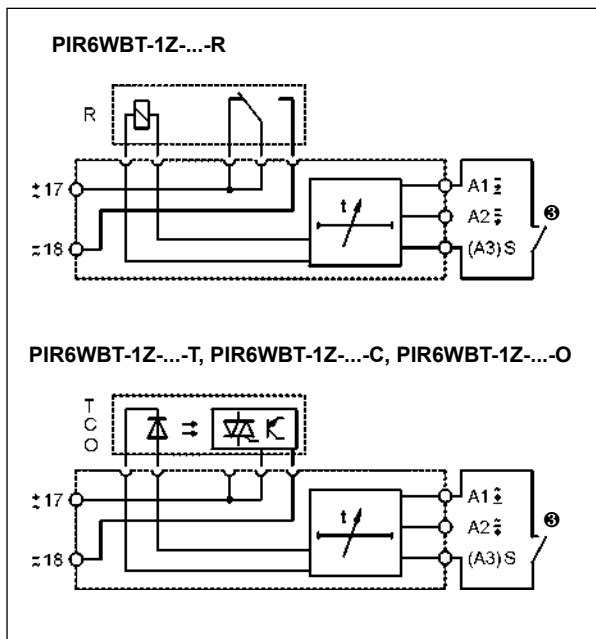 PIR6WBT-1Z-...-R
R
17
18
t
A1
A2
(A3) S
❸
PIR6WBT-1Z-...-T, PIR6WBT-1Z-...-C, PIR6WBT-1Z-...-O
T
C
O
17
18
t
A1
A2
(A3) S
❸